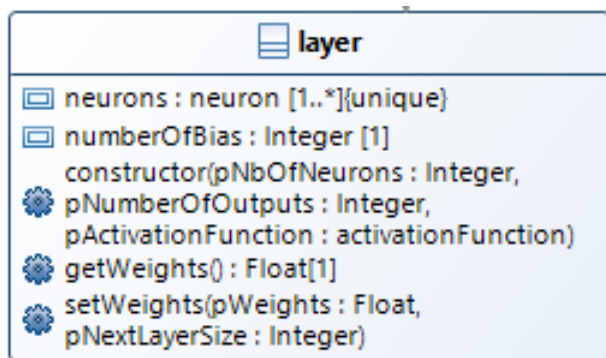 layer
neurons : neuron [1..*]{unique}
numberOfBias : Integer [1]
constructor(pNbOfNeurons : Integer,
pNumberOfOutputs : Integer,
pActivationFunction : activationFunction)
getWeights() : Float[1]
setWeights(pWeights : Float,
pNextLayerSize : Integer)